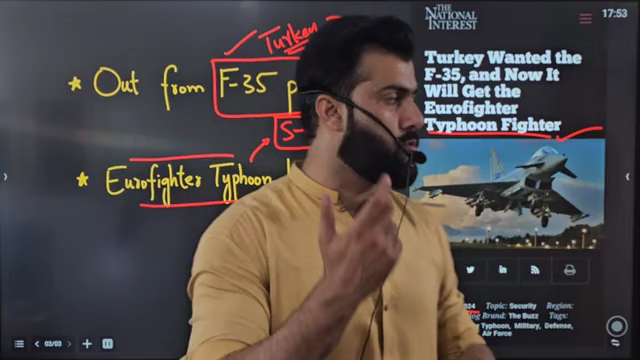 THE
NATIONAL
INTEREST
17:53
Turkey Wanted the
F-35, and Now It
Will Get the
Eurofighter
Typhoon Fighter
Turkey
* Out from F-35
S-
* Eurofighter Typhoon
2024 Topic: Security Region:
Brand: The Buzz Tags:
Typhoon, Military, Defense,
Air Force
03/03